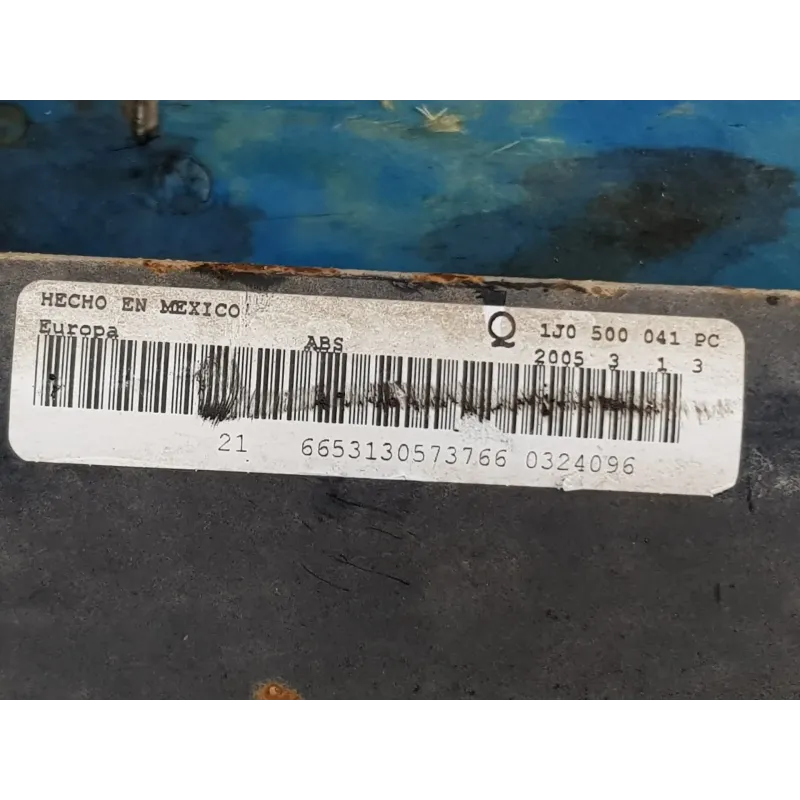 HECHO EN MEXICO
Europa ABS Q 1J0 500 041 PC
2005 3 1 3
21 6653130573766 0324096